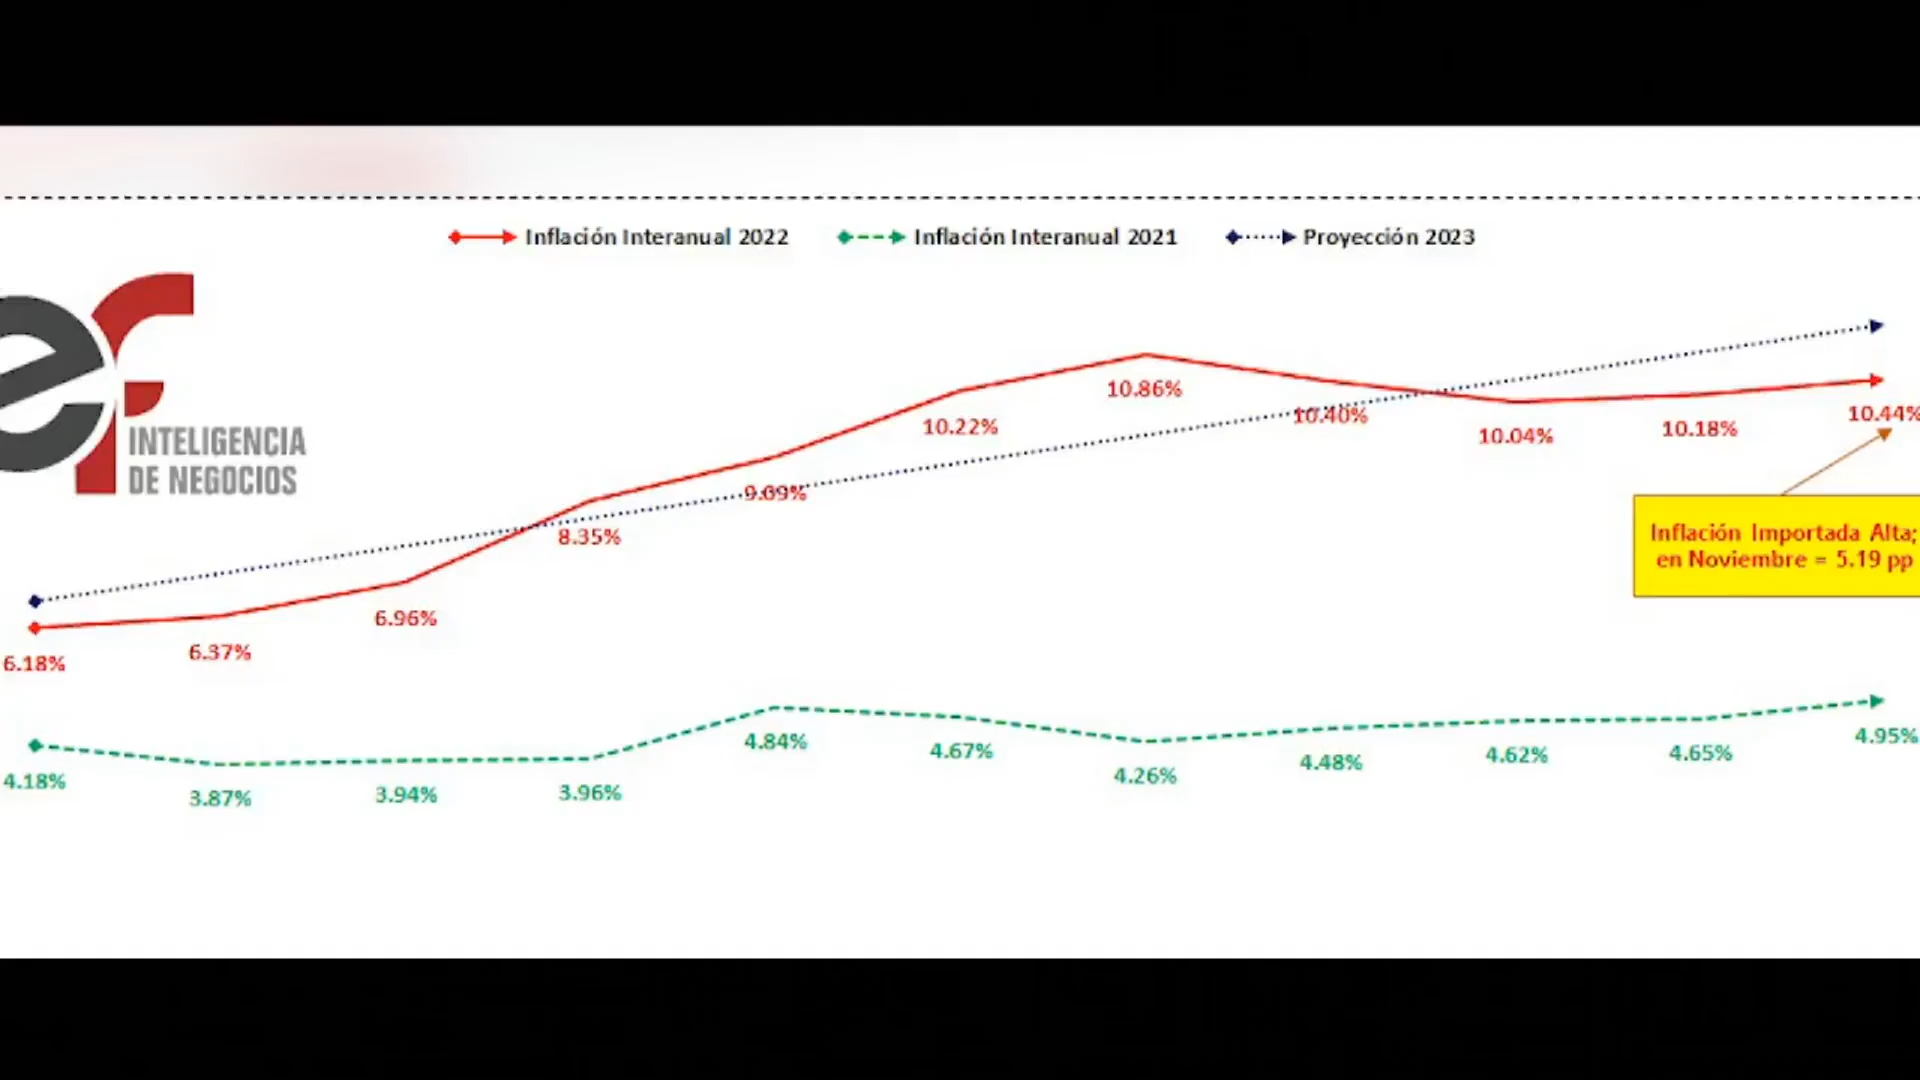 Inflación Interanual 2022
Inflación Interanual 2021
Proyección 2023
er
INTELIGENCIA
DE NEGOCIOS
6.18%
6.37%
6.96%
8.35%
9.09%
10.22%
10.86%
10.40%
10.04%
10.18%
10.44%
Inflación Importada Alta;
en Noviembre = 5.19 pp
4.18%
3.87%
3.94%
3.96%
4.84%
4.67%
4.26%
4.48%
4.62%
4.65%
4.95%